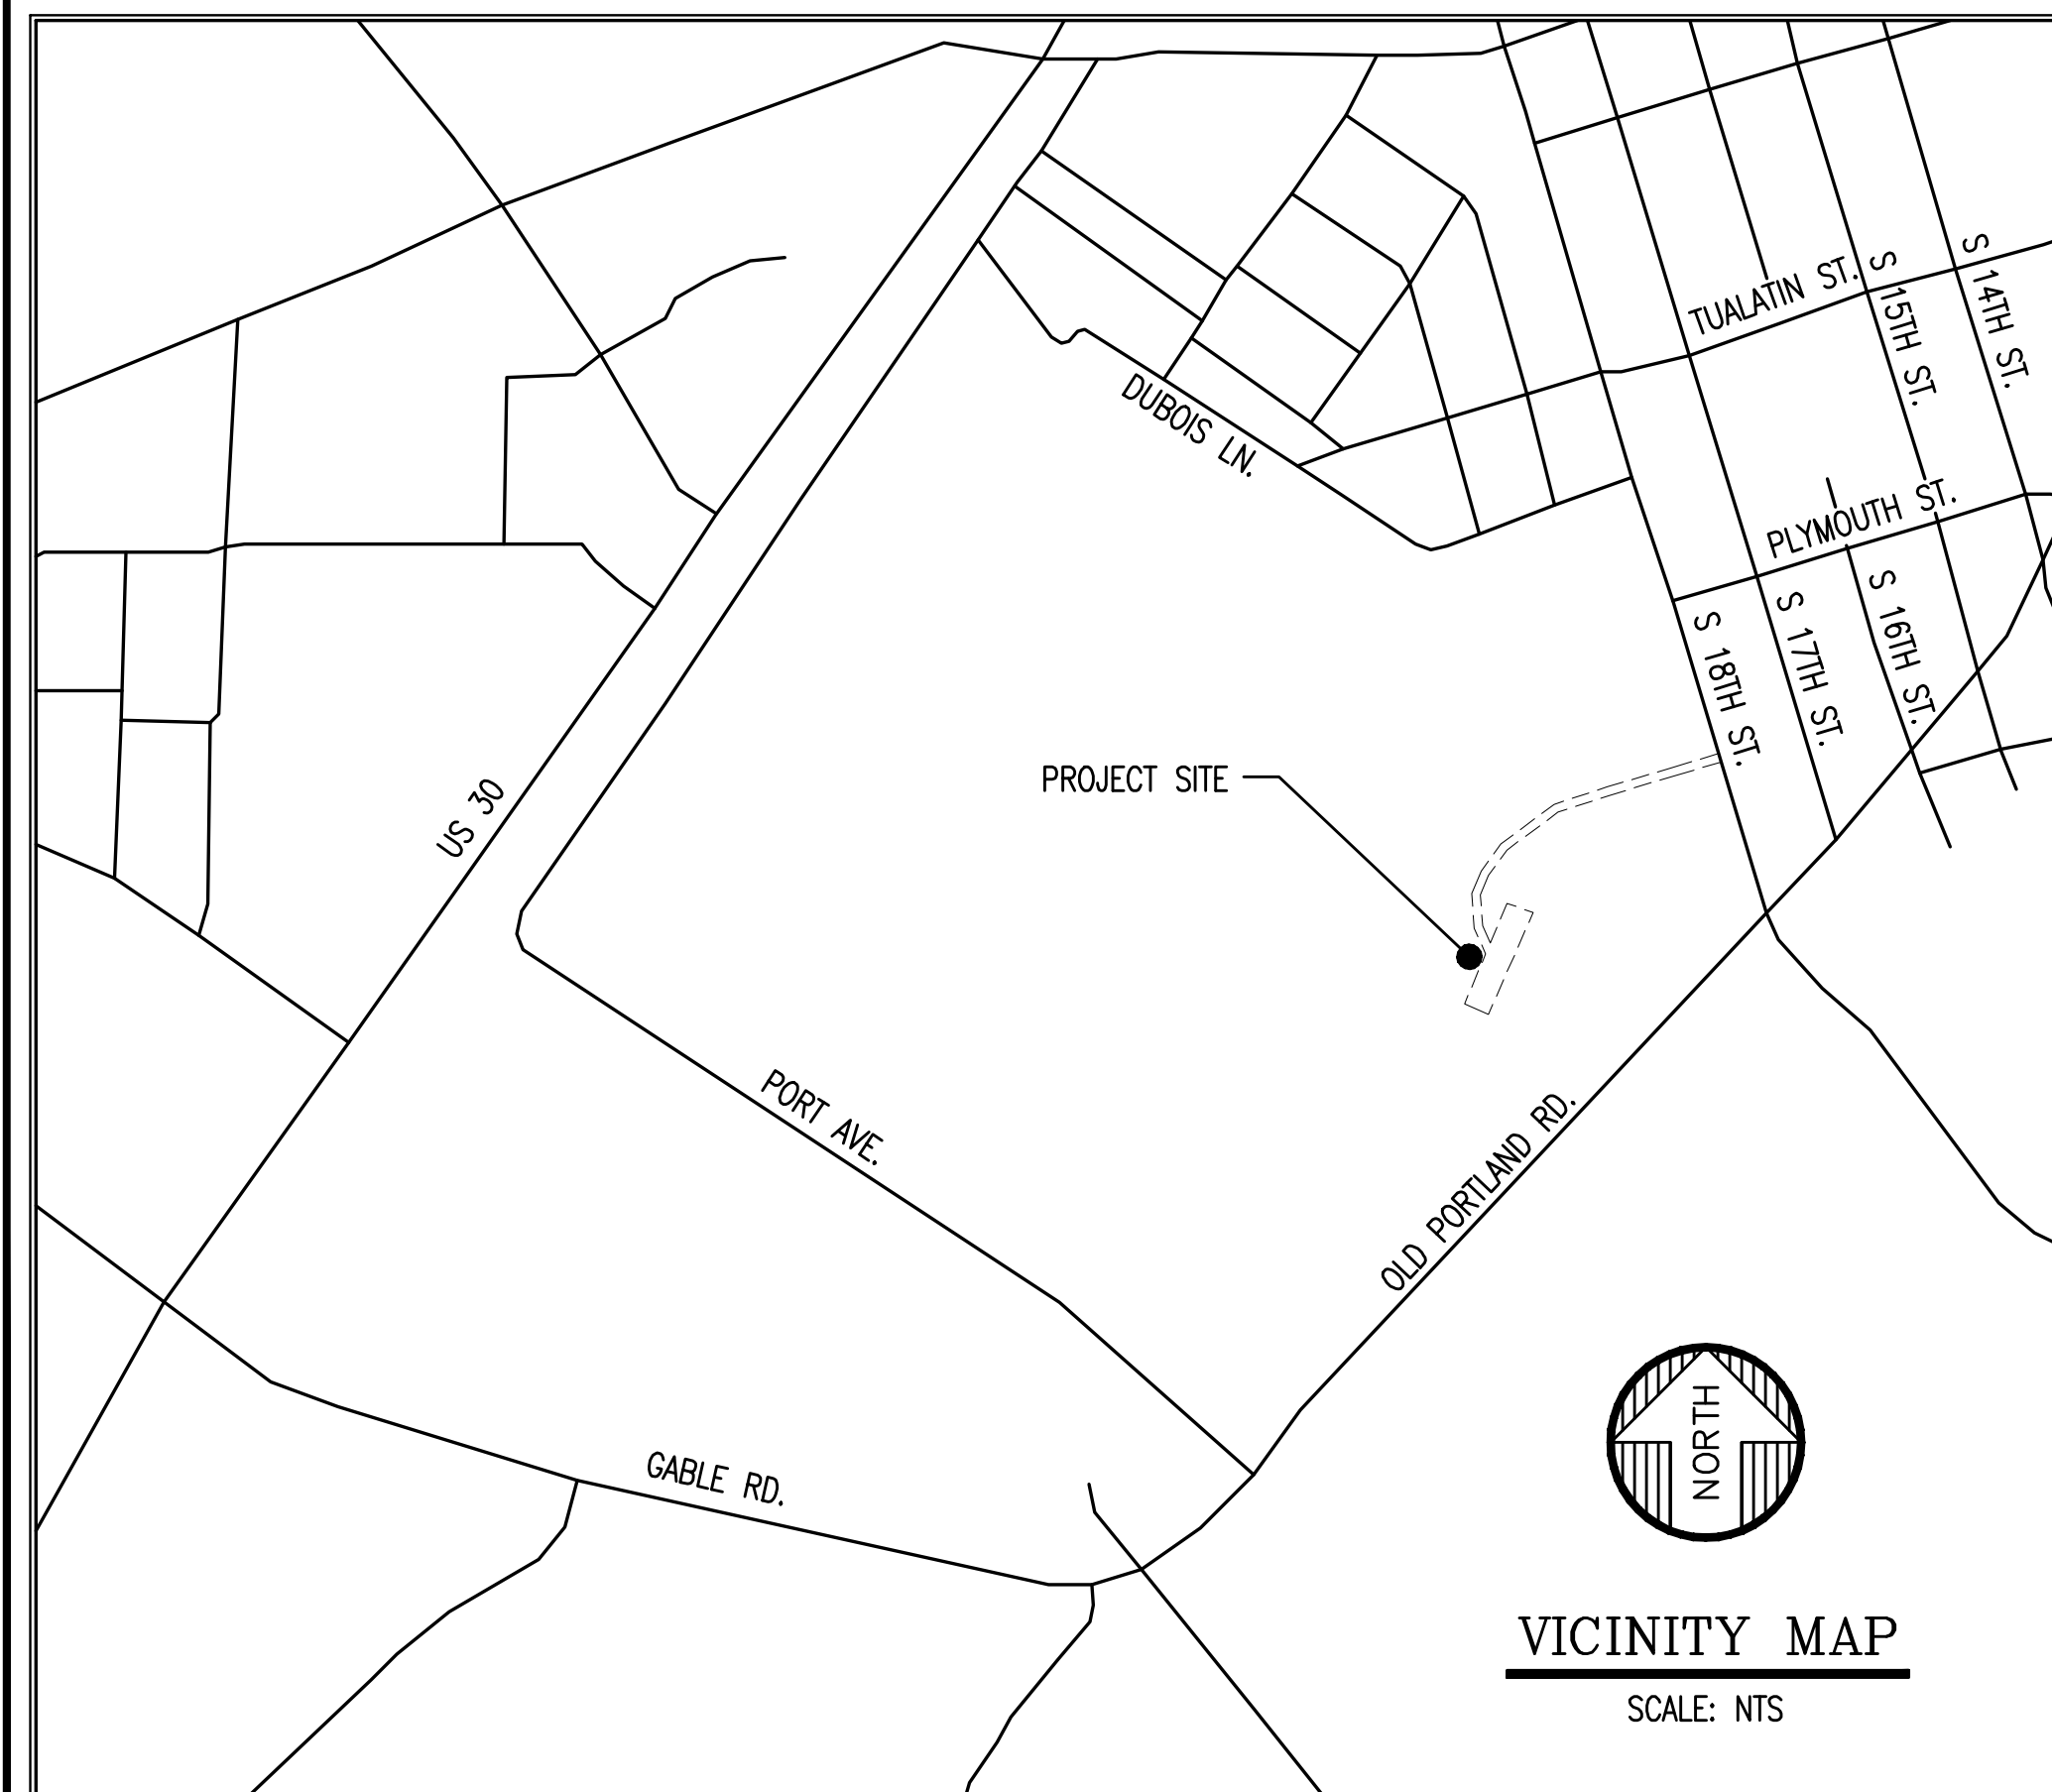 TUALATIN ST.
S 15TH ST.
S 14TH ST.
DUBOIS LN.
PLYMOUTH ST.
S 18TH ST.
S 17TH ST.
S 16TH ST.
PROJECT SITE
US 30
PORT AVE.
OLD PORTLAND RD.
GABLE RD.
NORTH
VICINITY MAP
SCALE: NTS